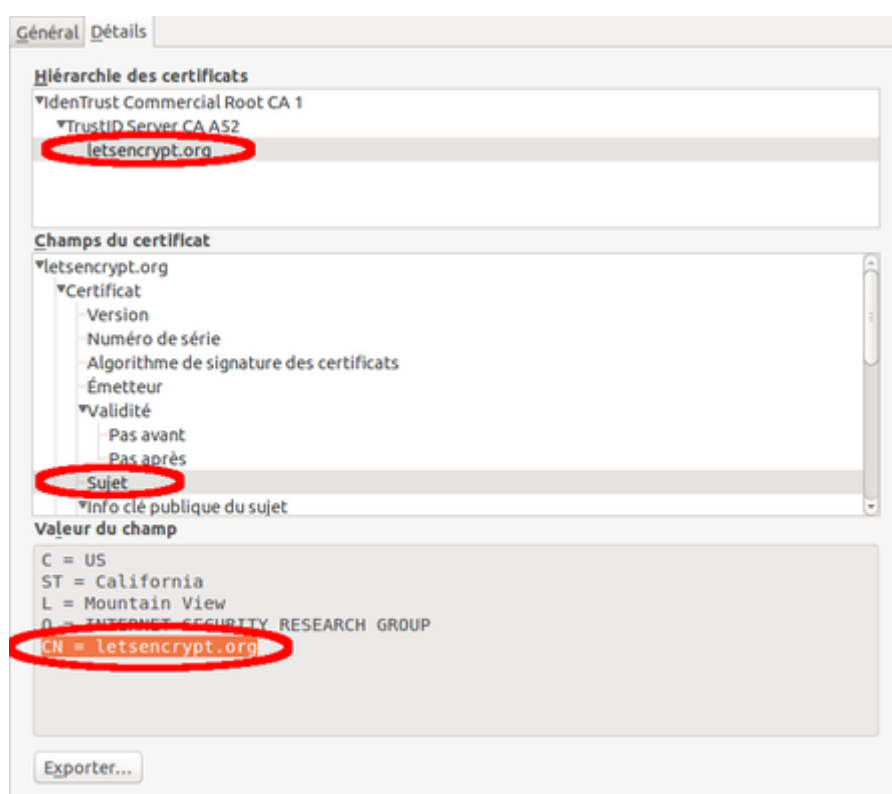 Général Détails
Hiérarchie des certificats
IdenTrust Commercial Root CA 1
TrustID Server CA A52
letsencrypt.org
Champs du certificat
letsencrypt.org
Certificat
Version
Numéro de série
Algorithme de signature des certificats
Émetteur
Validité
Pas avant
Pas après
Sujet
Info clé publique du sujet
Valeur du champ
C = US
ST = California
L = Mountain View
O = INTERNET SECURITY RESEARCH GROUP
CN = letsencrypt.org
Exporter...